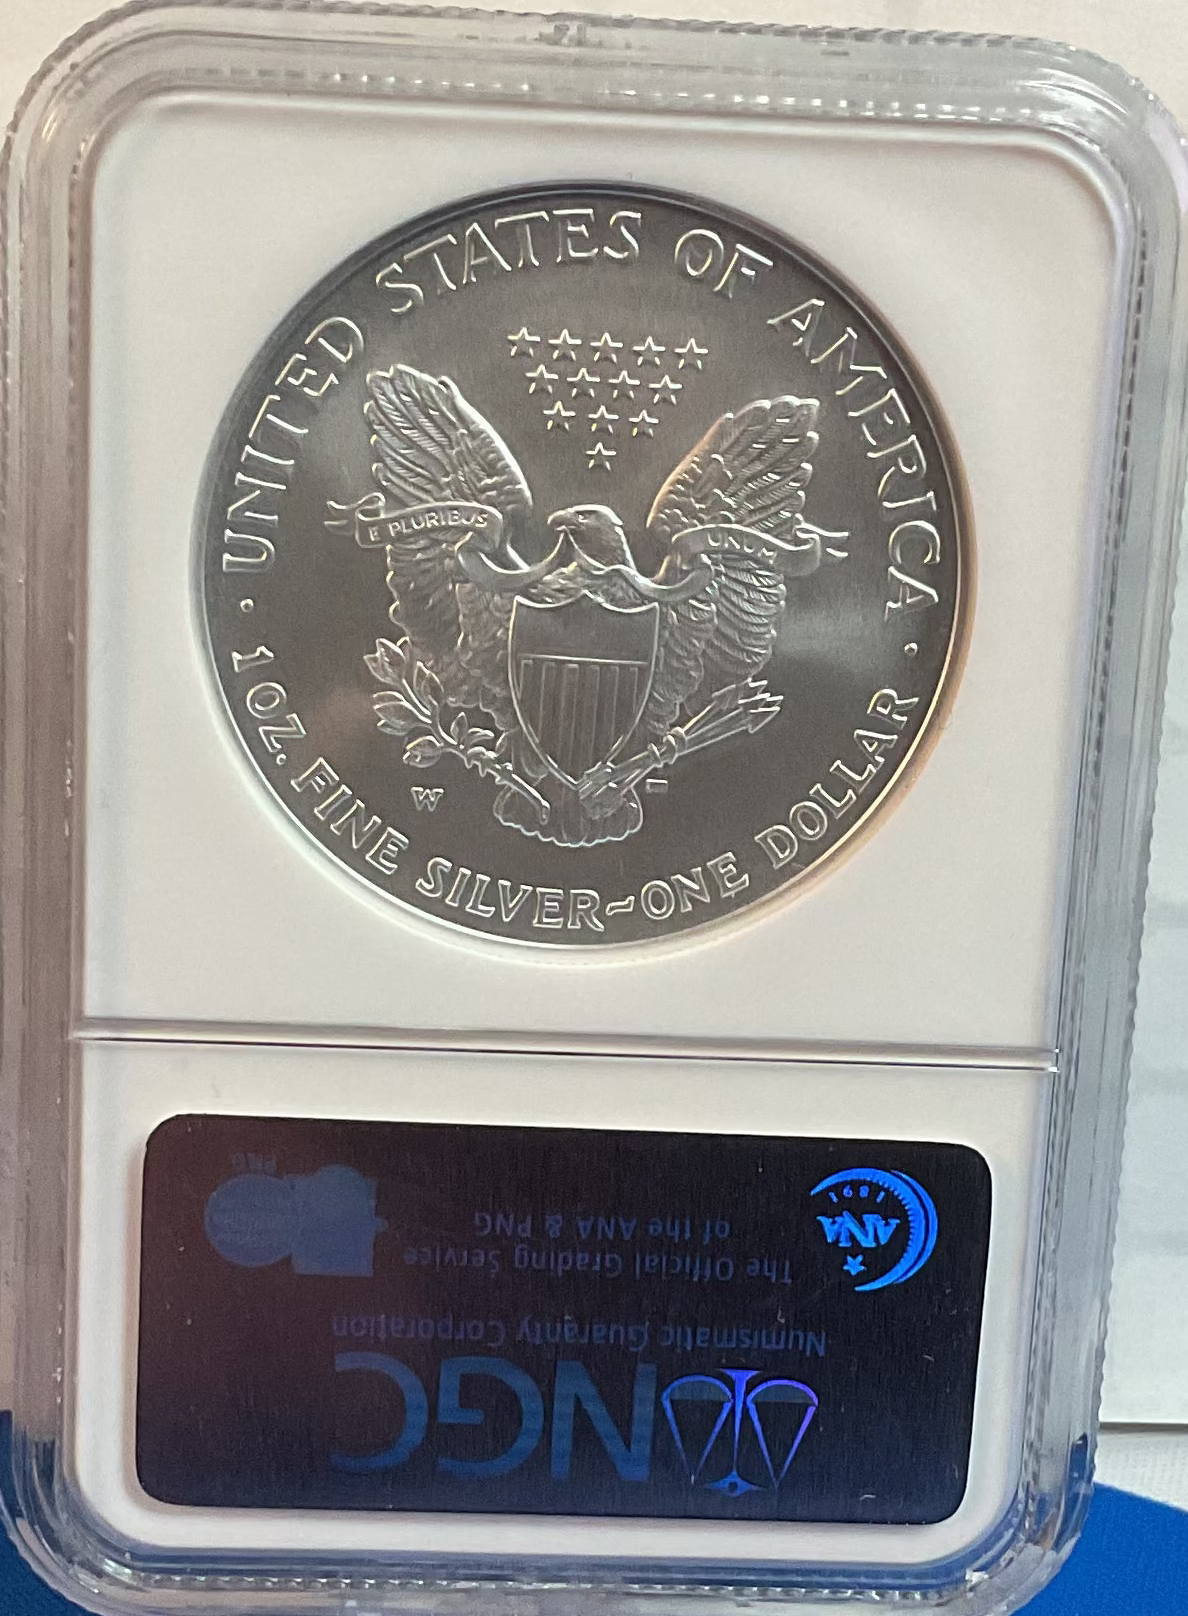 UNITED STATES OF AMERICA
E PLURIBUS
UNUM
W
1 OZ. FINE SILVER~ONE DOLLAR
NGC
Numismatic Guaranty Corporation
The Official Grading Service
of the ANA & PNG
ANA
1891
PNG